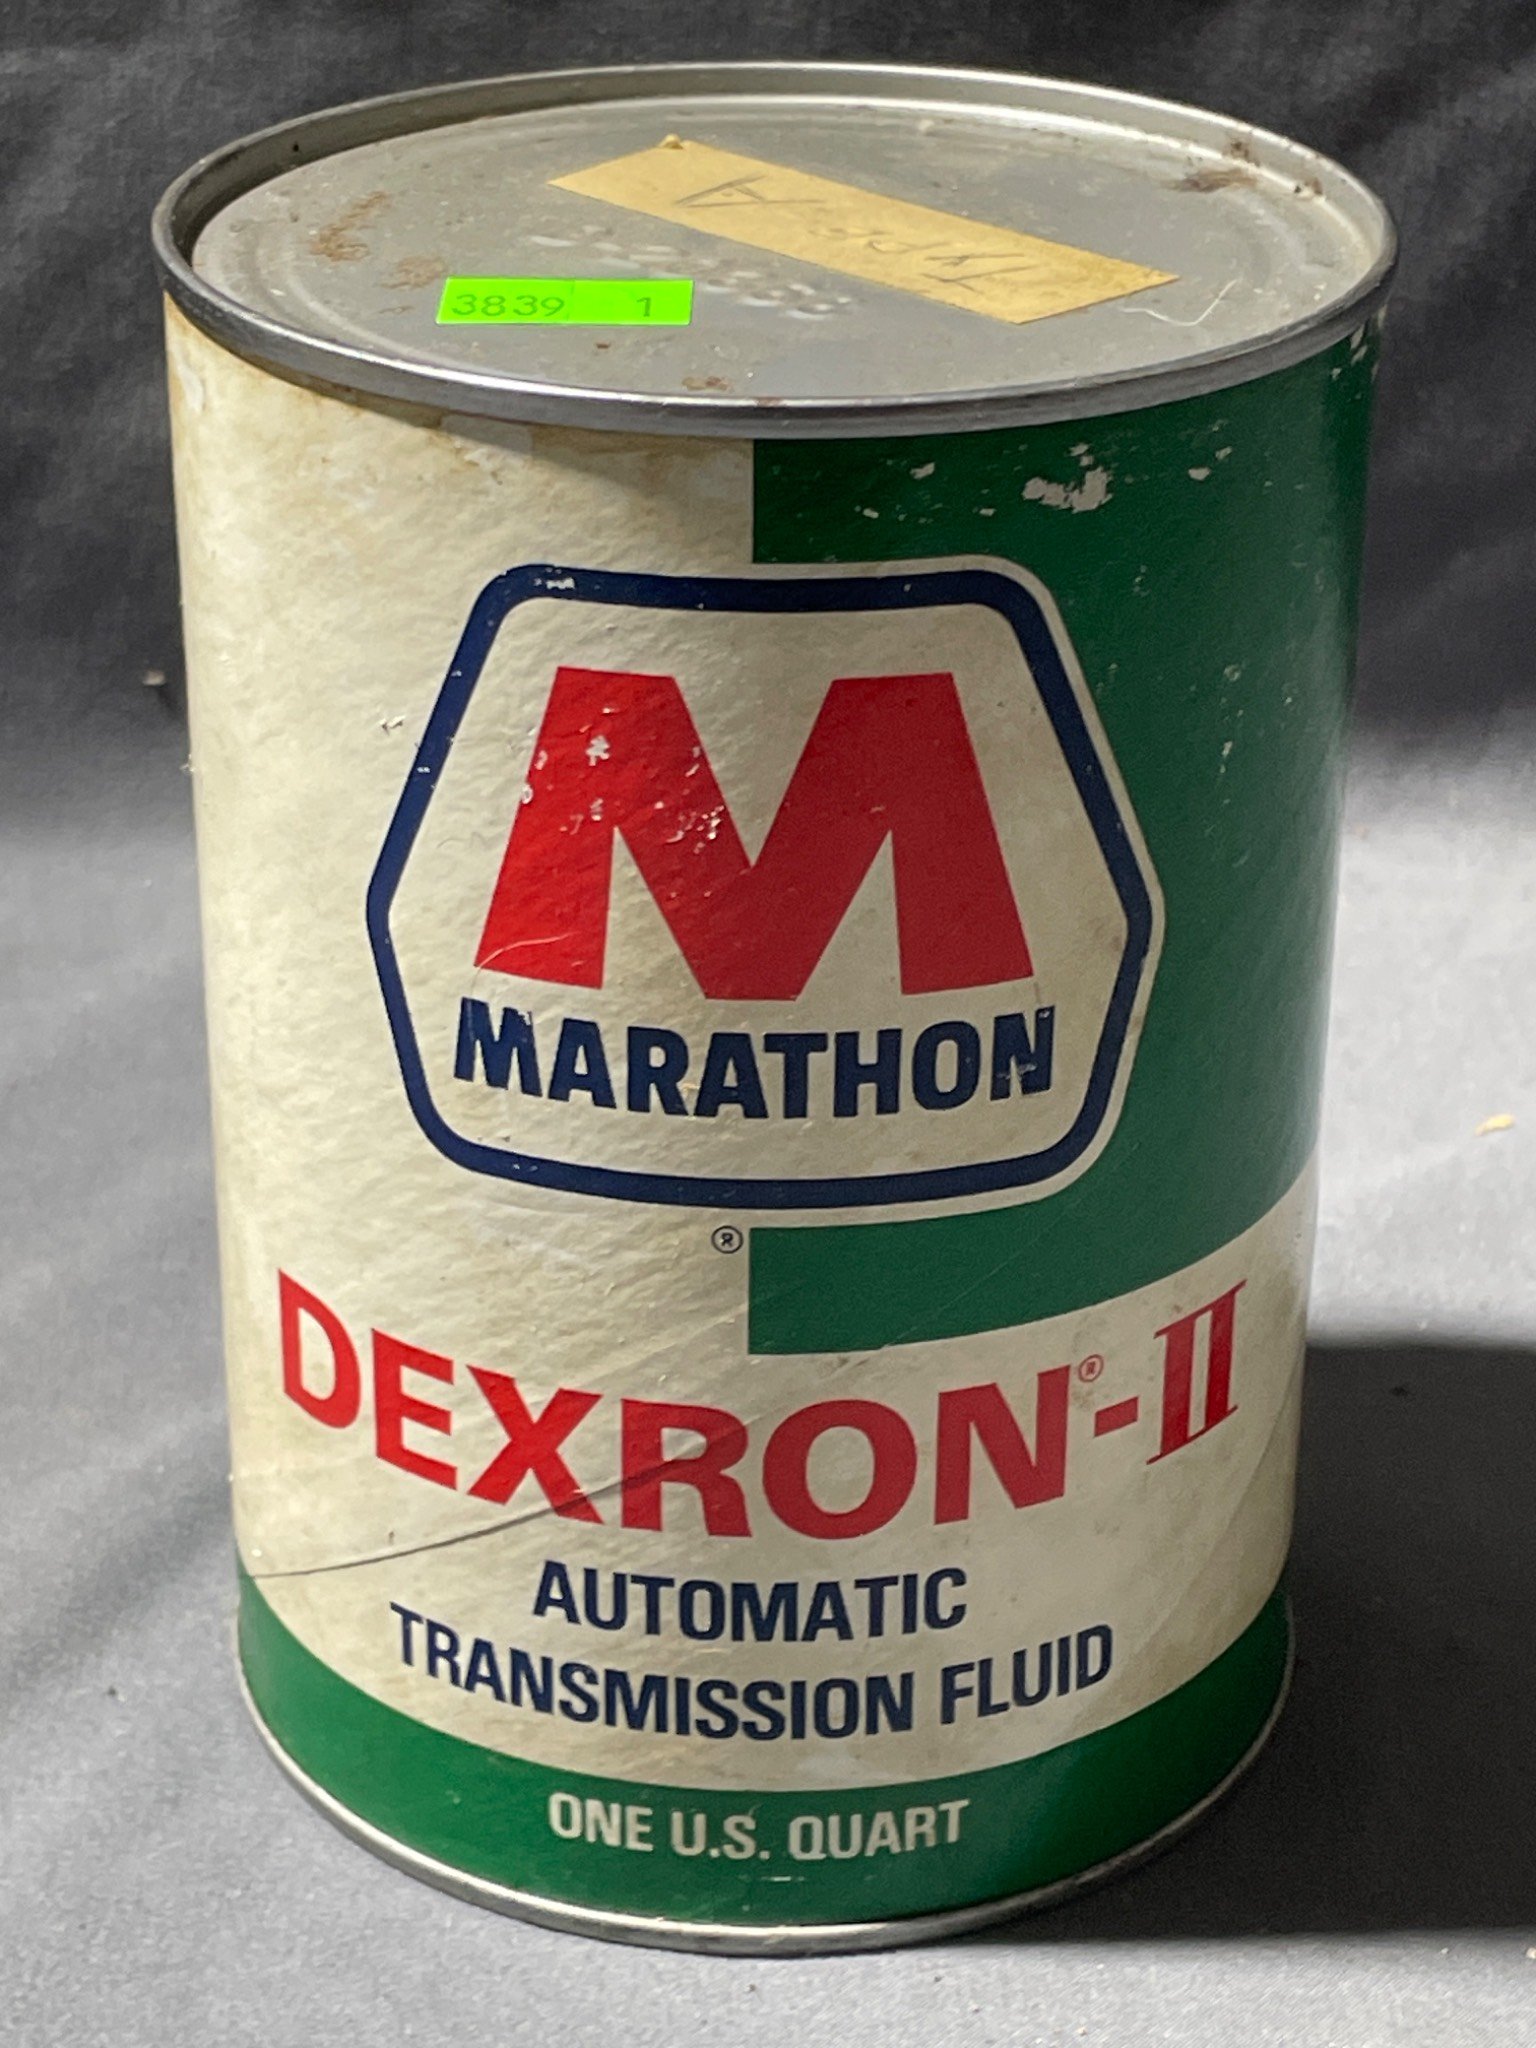 TYPE A
3839 1
M
MARATHON
®
DEXRON®-II
AUTOMATIC
TRANSMISSION FLUID
ONE U.S. QUART